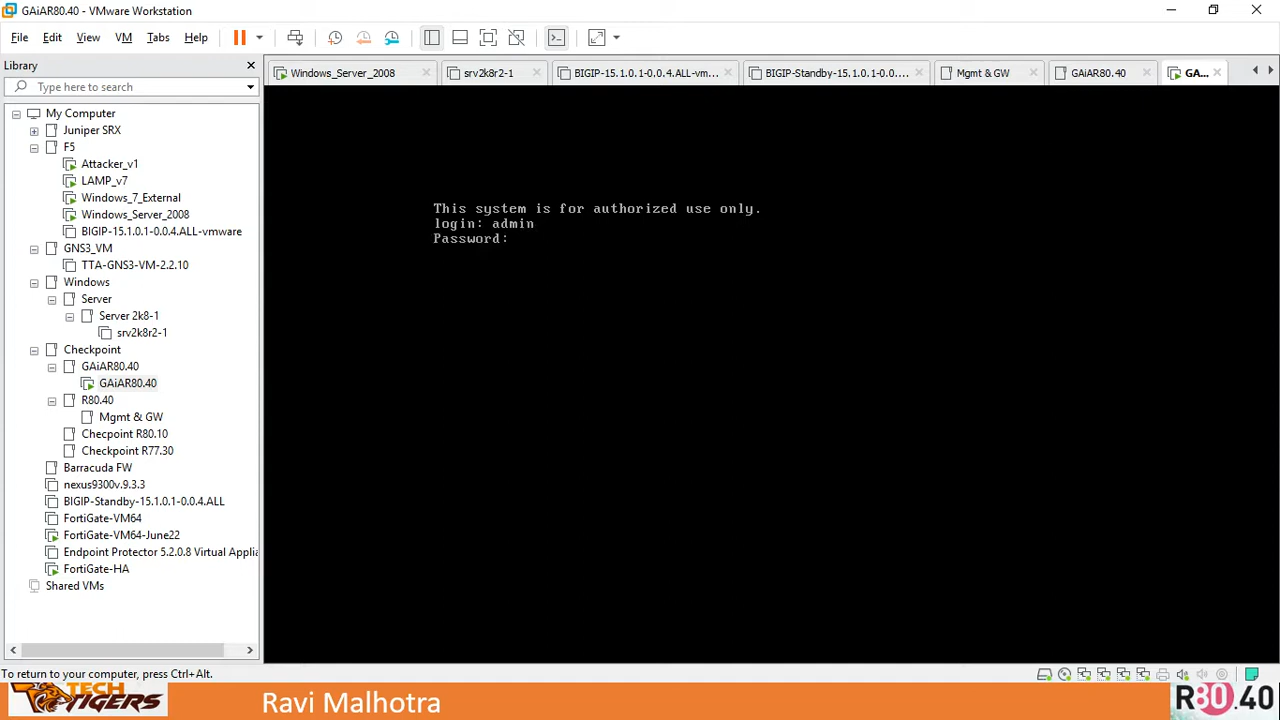 GAiAR80.40 - VMware Workstation
File Edit View VM Tabs Help
Library
Type here to search
My Computer
Juniper SRX
F5
Attacker_v1
LAMP_v7
Windows_7_External
Windows_Server_2008
BIGIP-15.1.0.1-0.0.4.ALL-vmware
GNS3_VM
TTA-GNS3-VM-2.2.10
Windows
Server
Server 2k8-1
srv2k8r2-1
Checkpoint
GAiAR80.40
GAiAR80.40
R80.40
Mgmt & GW
Checpoint R80.10
Checkpoint R77.30
Barracuda FW
nexus9300v.9.3.3
BIGIP-Standby-15.1.0.1-0.0.4.ALL
FortiGate-VM64
FortiGate-VM64-June22
Endpoint Protector 5.2.0.8 Virtual Appli
FortiGate-HA
Shared VMs
Windows_Server_2008 srv2k8r2-1 BIGIP-15.1.0.1-0.0.4.ALL-vm... BIGIP-Standby-15.1.0.1-0.0.... Mgmt & GW GAiAR80.40 GA...
This system is for authorized use only.
login: admin
Password:
To return to your computer, press Ctrl+Alt.
TECH
TIGERS
Ravi Malhotra
R80.40